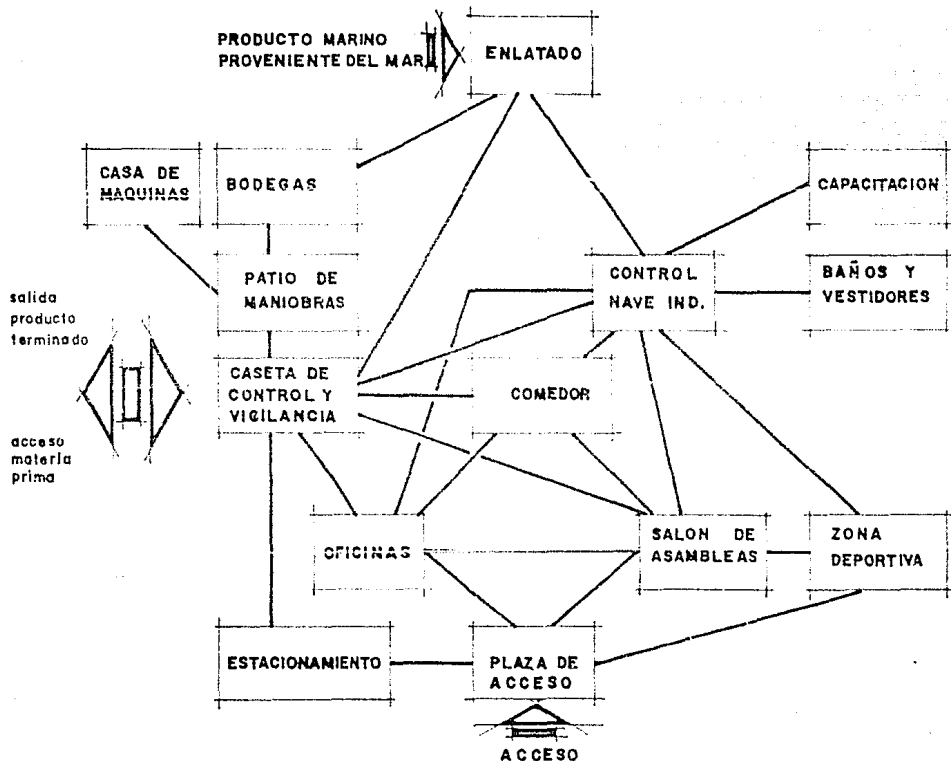 PRODUCTO MARINO
PROVENIENTE DEL MAR
ENLATADO
CASA DE
MAQUINAS
BODEGAS
CAPACITACION
PATIO DE
MANIOBRAS
CONTROL
NAVE IND.
BAÑOS Y
VESTIDORES
salida
producto
terminado
CASETA DE
CONTROL Y
VIGILANCIA
COMEDOR
acceso
materia
prima
OFICINAS
SALON DE
ASAMBLEAS
ZONA
DEPORTIVA
ESTACIONAMIENTO
PLAZA DE
ACCESO
ACCESO